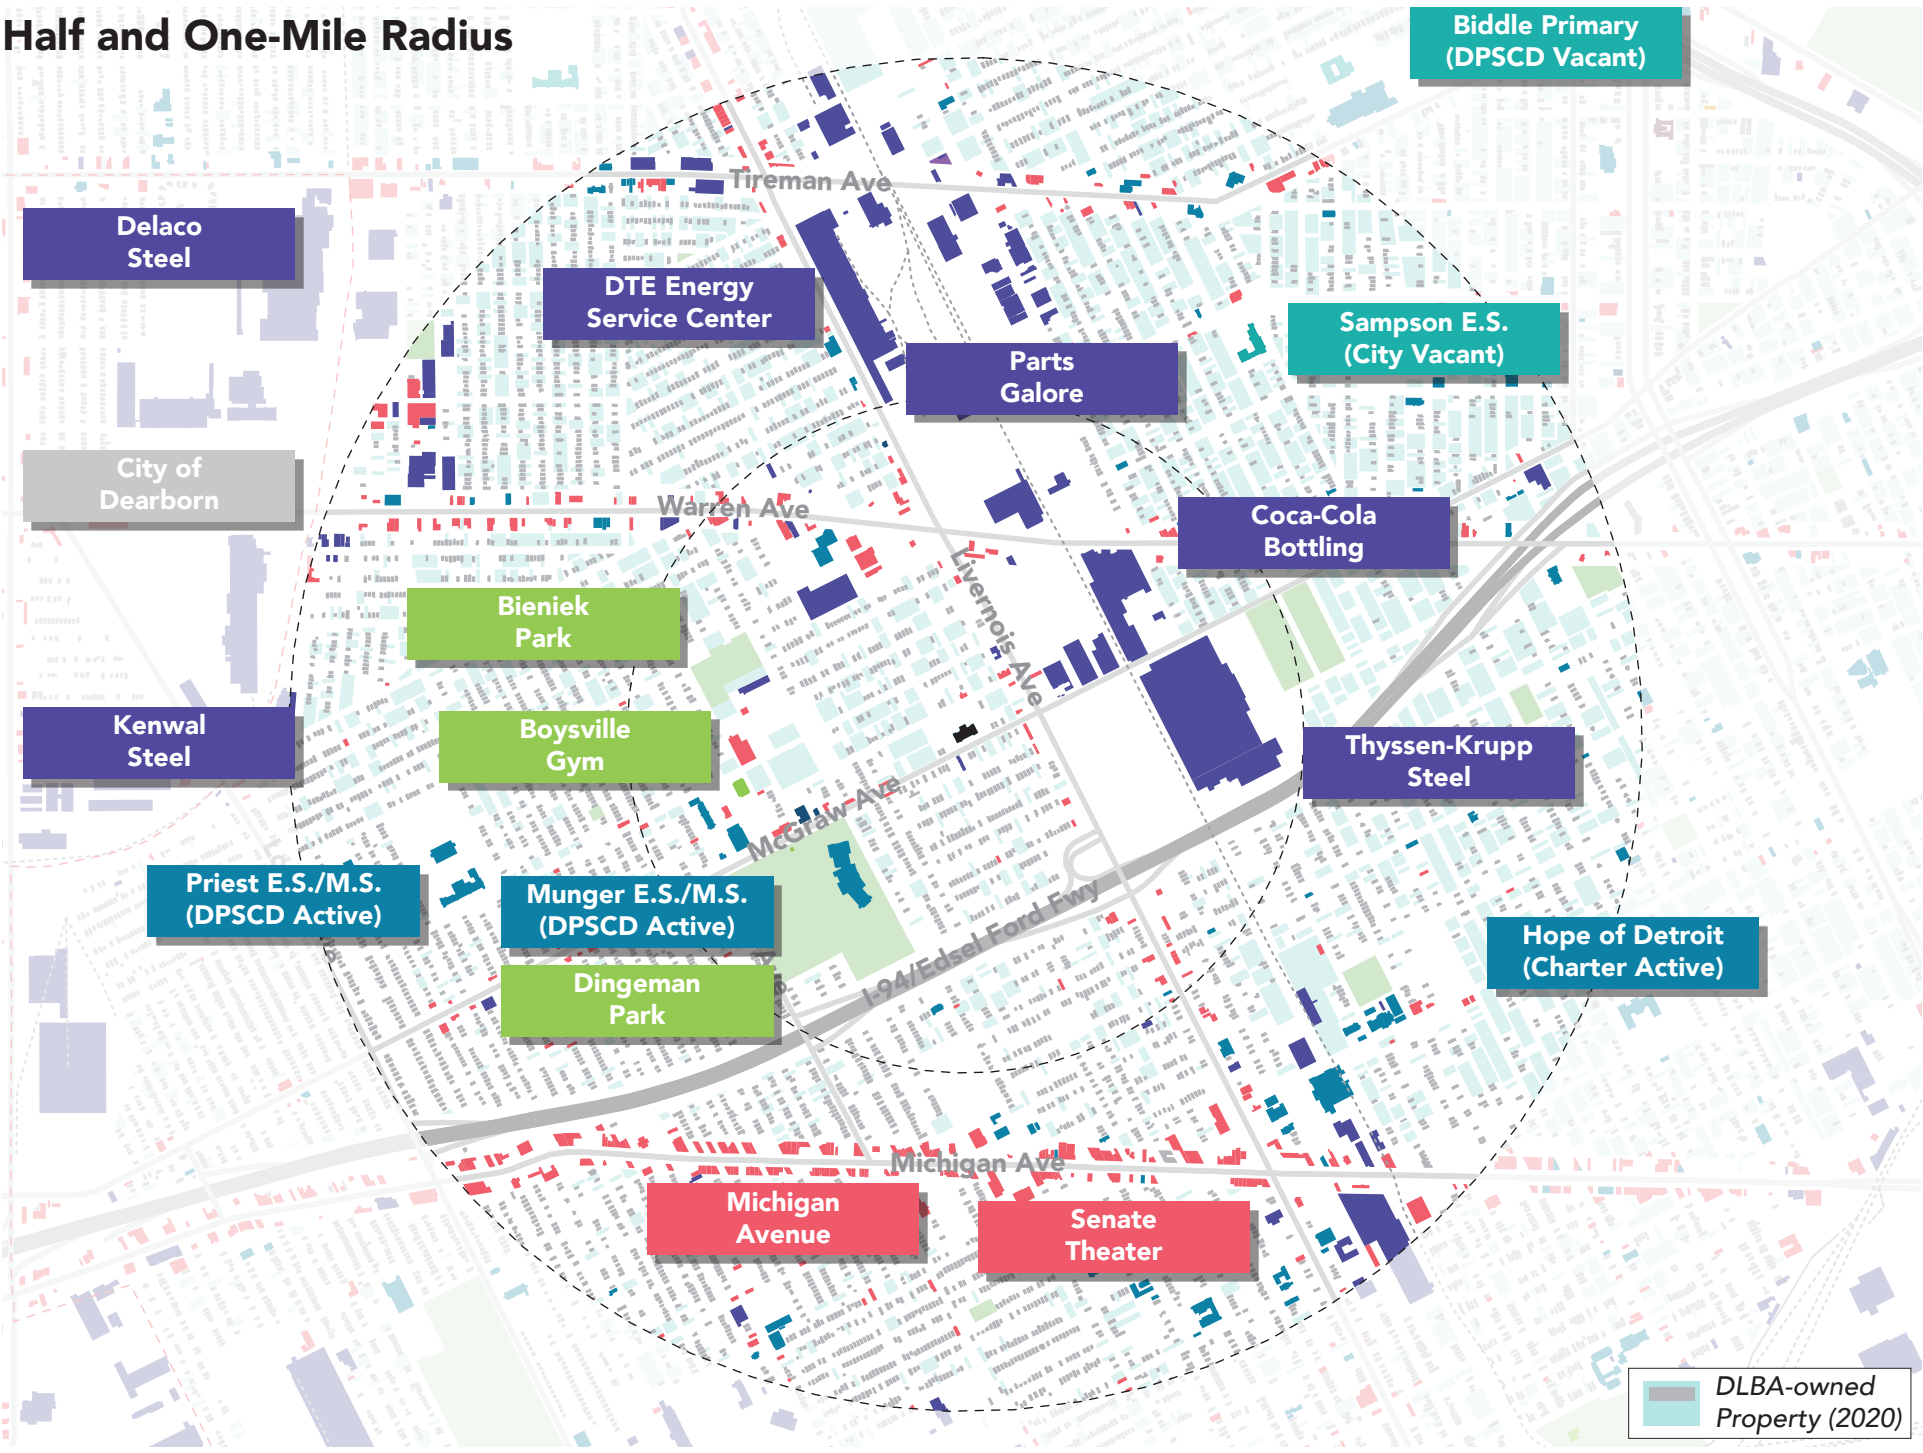 Half and One-Mile Radius
Biddle Primary
(DPSCD Vacant)
Tireman Ave
Delaco
Steel
DTE Energy
Service Center
Sampson E.S.
(City Vacant)
Parts
Galore
City of
Dearborn
Warren Ave
Coca-Cola
Bottling
Livernois Ave
Bieniek
Park
Kenwal
Steel
Boysville
Gym
Thyssen-Krupp
Steel
McGraw Ave
Priest E.S./M.S.
(DPSCD Active)
Munger E.S./M.S.
(DPSCD Active)
I-94/Edsel Ford Fwy
Hope of Detroit
(Charter Active)
Dingeman
Park
Michigan Ave
Michigan
Avenue
Senate
Theater
DLBA-owned
Property (2020)